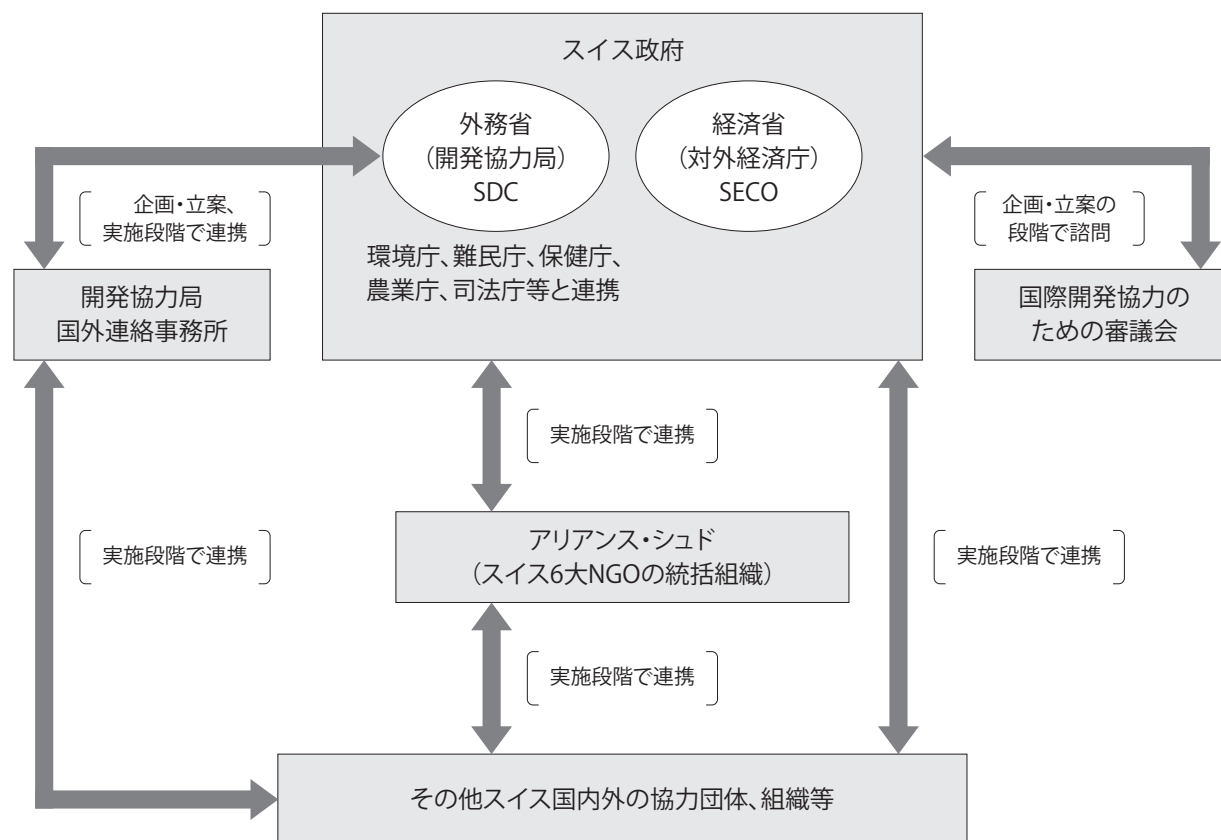 スイス政府
外務省
(開発協力局)
SDC
経済省
(対外経済庁)
SECO
環境庁、難民庁、保健庁、
農業庁、司法庁等と連携
企画・立案、
実施段階で連携
企画・立案の
段階で諮問
開発協力局
国外連絡事務所
国際開発協力の
ための審議会
実施段階で連携
アリアンス・シュド
(スイス6大NGOの統括組織)
実施段階で連携
実施段階で連携
実施段階で連携
その他スイス国内外の協力団体、組織等